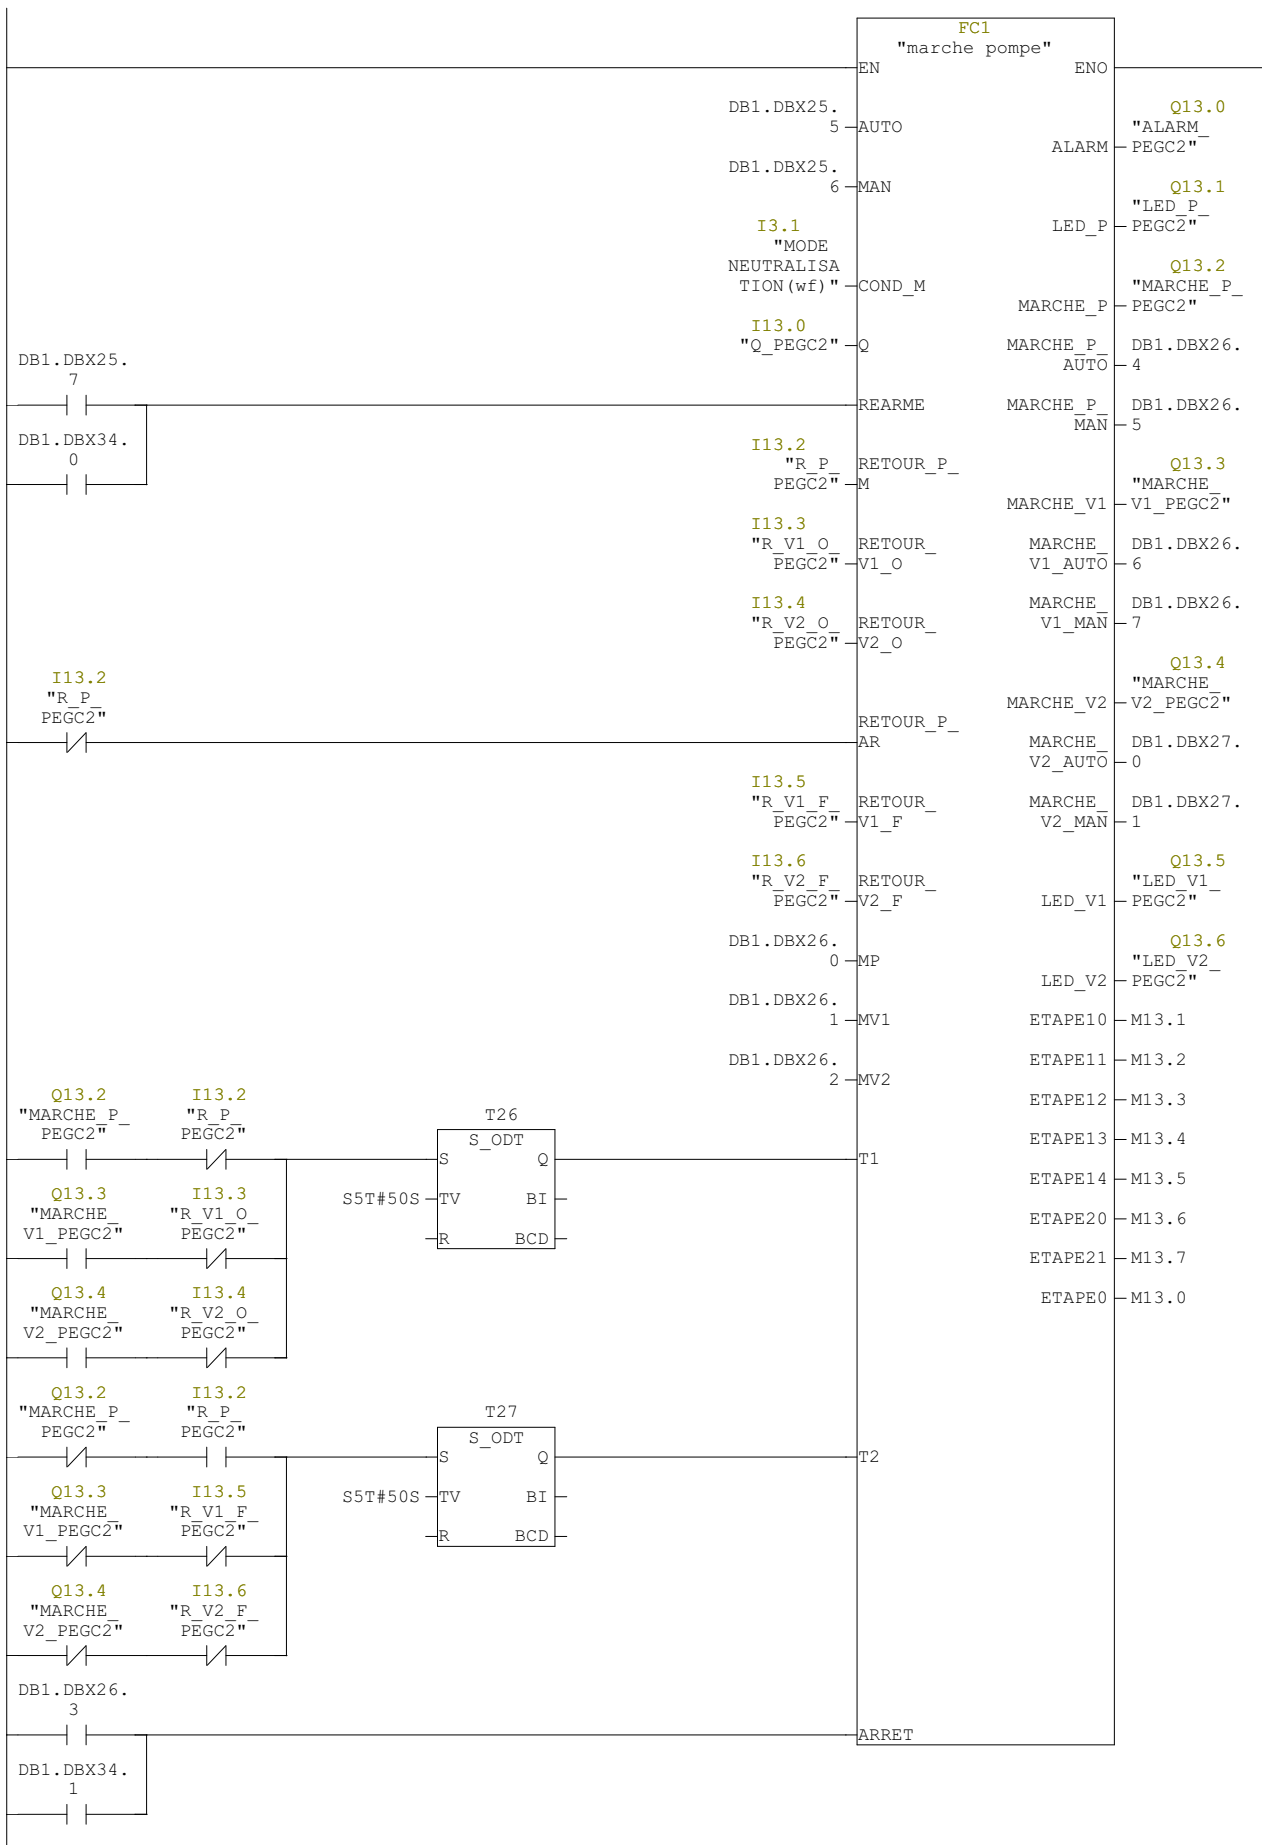 FC1
"marche pompe"
EN
ENO
DB1.DBX25.
5
AUTO
Q13.0
"ALARM_
ALARM
PEGC2"
DB1.DBX25.
6
MAN
Q13.1
"LED_P_
LED_P
PEGC2"
I3.1
"MODE
NEUTRALISA
TION(wf)"
COND_M
Q13.2
"MARCHE_P_
MARCHE_P
PEGC2"
I13.0
"Q_PEGC2"
Q
MARCHE_P_
AUTO
DB1.DBX26.
4
DB1.DBX25.
7
REARME
MARCHE_P_
MAN
DB1.DBX26.
5
DB1.DBX34.
0
I13.2
"R_P_
PEGC2"
RETOUR_P_
M
Q13.3
"MARCHE_
MARCHE_V1
V1_PEGC2"
I13.3
"R_V1_O_
PEGC2"
RETOUR_
V1_O
MARCHE_
V1_AUTO
DB1.DBX26.
6
I13.4
"R_V2_O_
PEGC2"
RETOUR_
V2_O
MARCHE_
V1_MAN
DB1.DBX26.
7
I13.2
"R_P_
PEGC2"
RETOUR_P_
AR
Q13.4
"MARCHE_
MARCHE_V2
V2_PEGC2"
MARCHE_
V2_AUTO
DB1.DBX27.
0
I13.5
"R_V1_F_
PEGC2"
RETOUR_
V1_F
MARCHE_
V2_MAN
DB1.DBX27.
1
I13.6
"R_V2_F_
PEGC2"
RETOUR_
V2_F
Q13.5
"LED_V1_
LED_V1
PEGC2"
DB1.DBX26.
0
MP
Q13.6
"LED_V2_
LED_V2
PEGC2"
DB1.DBX26.
1
MV1
ETAPE10
M13.1
DB1.DBX26.
2
MV2
ETAPE11
M13.2
ETAPE12
M13.3
ETAPE13
M13.4
ETAPE14
M13.5
ETAPE20
M13.6
ETAPE21
M13.7
ETAPE0
M13.0
Q13.2
"MARCHE_P_
PEGC2"
I13.2
"R_P_
PEGC2"
T26
S_ODT
S
Q
T1
Q13.3
"MARCHE_
V1_PEGC2"
I13.3
"R_V1_O_
PEGC2"
S5T#50S
TV
BI
R
BCD
Q13.4
"MARCHE_
V2_PEGC2"
I13.4
"R_V2_O_
PEGC2"
Q13.2
"MARCHE_P_
PEGC2"
I13.2
"R_P_
PEGC2"
T27
S_ODT
S
Q
T2
Q13.3
"MARCHE_
V1_PEGC2"
I13.5
"R_V1_F_
PEGC2"
S5T#50S
TV
BI
R
BCD
Q13.4
"MARCHE_
V2_PEGC2"
I13.6
"R_V2_F_
PEGC2"
DB1.DBX26.
3
ARRET
DB1.DBX34.
1